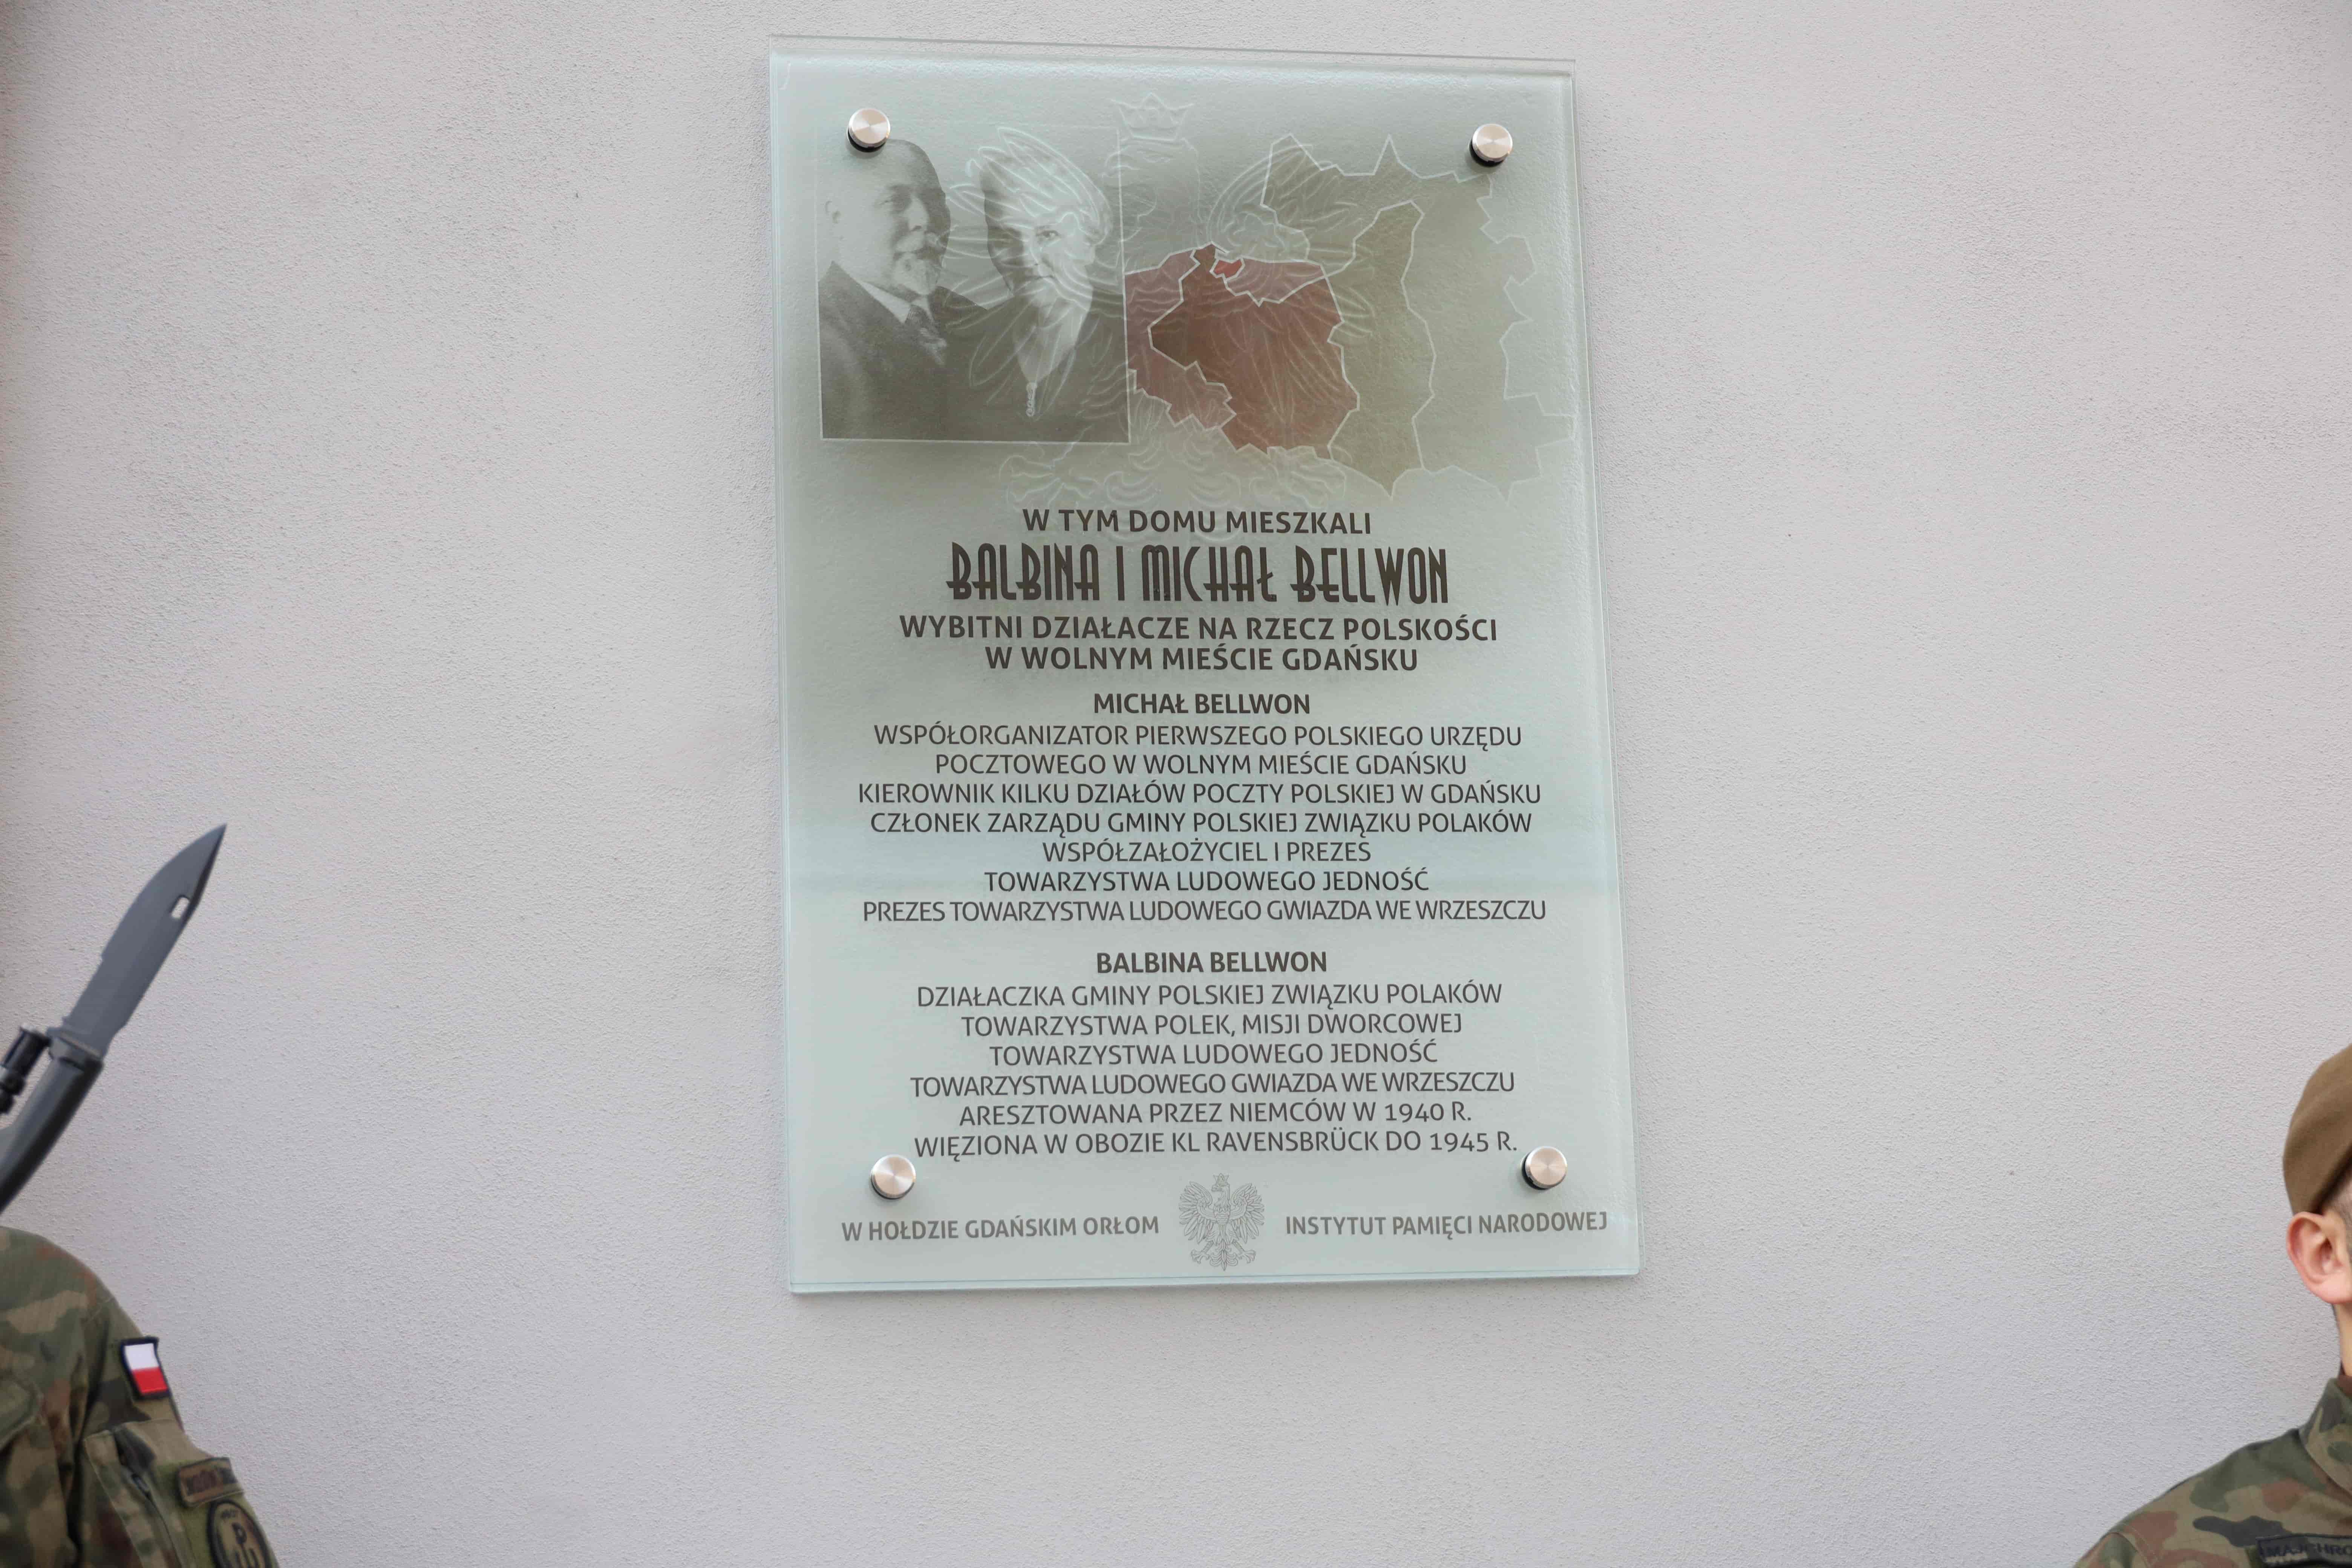 W TYM DOMU MIESZKALI
BALBINA I MICHAŁ BELLWON
WYBITNI DZIAŁACZE NA RZECZ POLSKOŚCI
W WOLNYM MIEŚCIE GDAŃSKU
MICHAŁ BELLWON
WSPÓŁORGANIZATOR PIERWSZEGO POLSKIEGO URZĘDU
POCZTOWEGO W WOLNYM MIEŚCIE GDAŃSKU
KIEROWNIK KILKU DZIAŁÓW POCZTY POLSKIEJ W GDAŃSKU
CZŁONEK ZARZĄDU GMINY POLSKIEJ ZWIĄZKU POLAKÓW
WSPÓŁZAŁOŻYCIEL I PREZES
TOWARZYSTWA LUDOWEGO JEDNOŚĆ
PREZES TOWARZYSTWA LUDOWEGO GWIAZDA WE WRZESZCZU
BALBINA BELLWON
DZIAŁACZKA GMINY POLSKIEJ ZWIĄZKU POLAKÓW
TOWARZYSTWA POLEK, MISJI DWORCOWEJ
TOWARZYSTWA LUDOWEGO JEDNOŚĆ
TOWARZYSTWA LUDOWEGO GWIAZDA WE WRZESZCZU
ARESZTOWANA PRZEZ NIEMCÓW W 1940 R.
WIĘZIONA W OBOZIE KL RAVENSBRÜCK DO 1945 R.
W HOŁDZIE GDAŃSKIM ORŁOM INSTYTUT PAMIĘCI NARODOWEJ